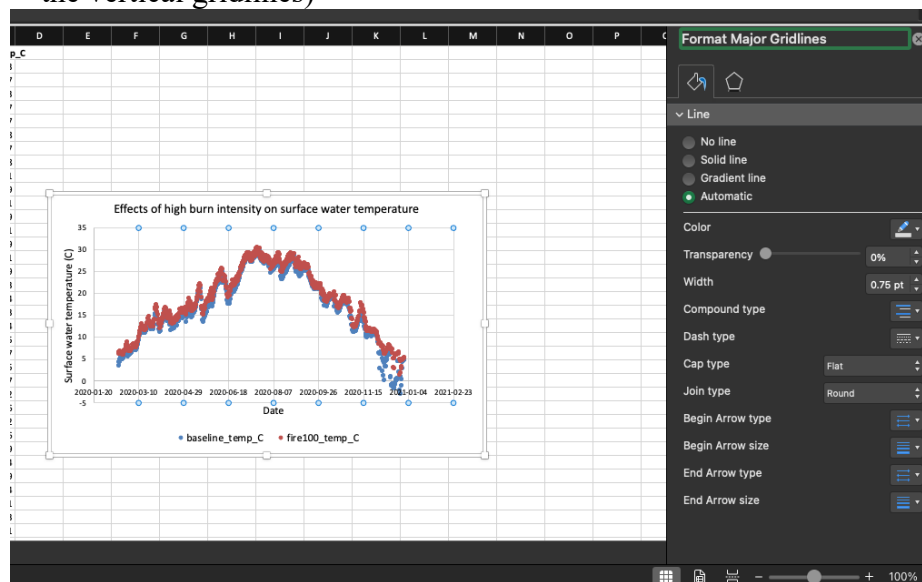 the vertical gridlines)
D E F G H I J K L M N O P
p_C
Format Major Gridlines
Line
No line
Solid line
Gradient line
Automatic
Color
Transparency 0%
Width 0.75 pt
Compound type
Dash type
Cap type Flat
Join type Round
Begin Arrow type
Begin Arrow size
End Arrow type
End Arrow size
Effects of high burn intensity on surface water temperature
Surface water temperature (C)
35
30
25
20
15
10
5
0
-5
2020-01-20 2020-03-10 2020-04-29 2020-06-18 2020-08-07 2020-09-26 2020-11-15 2021-01-04 2021-02-23
Date
baseline_temp_C fire100_temp_C
- + 100%